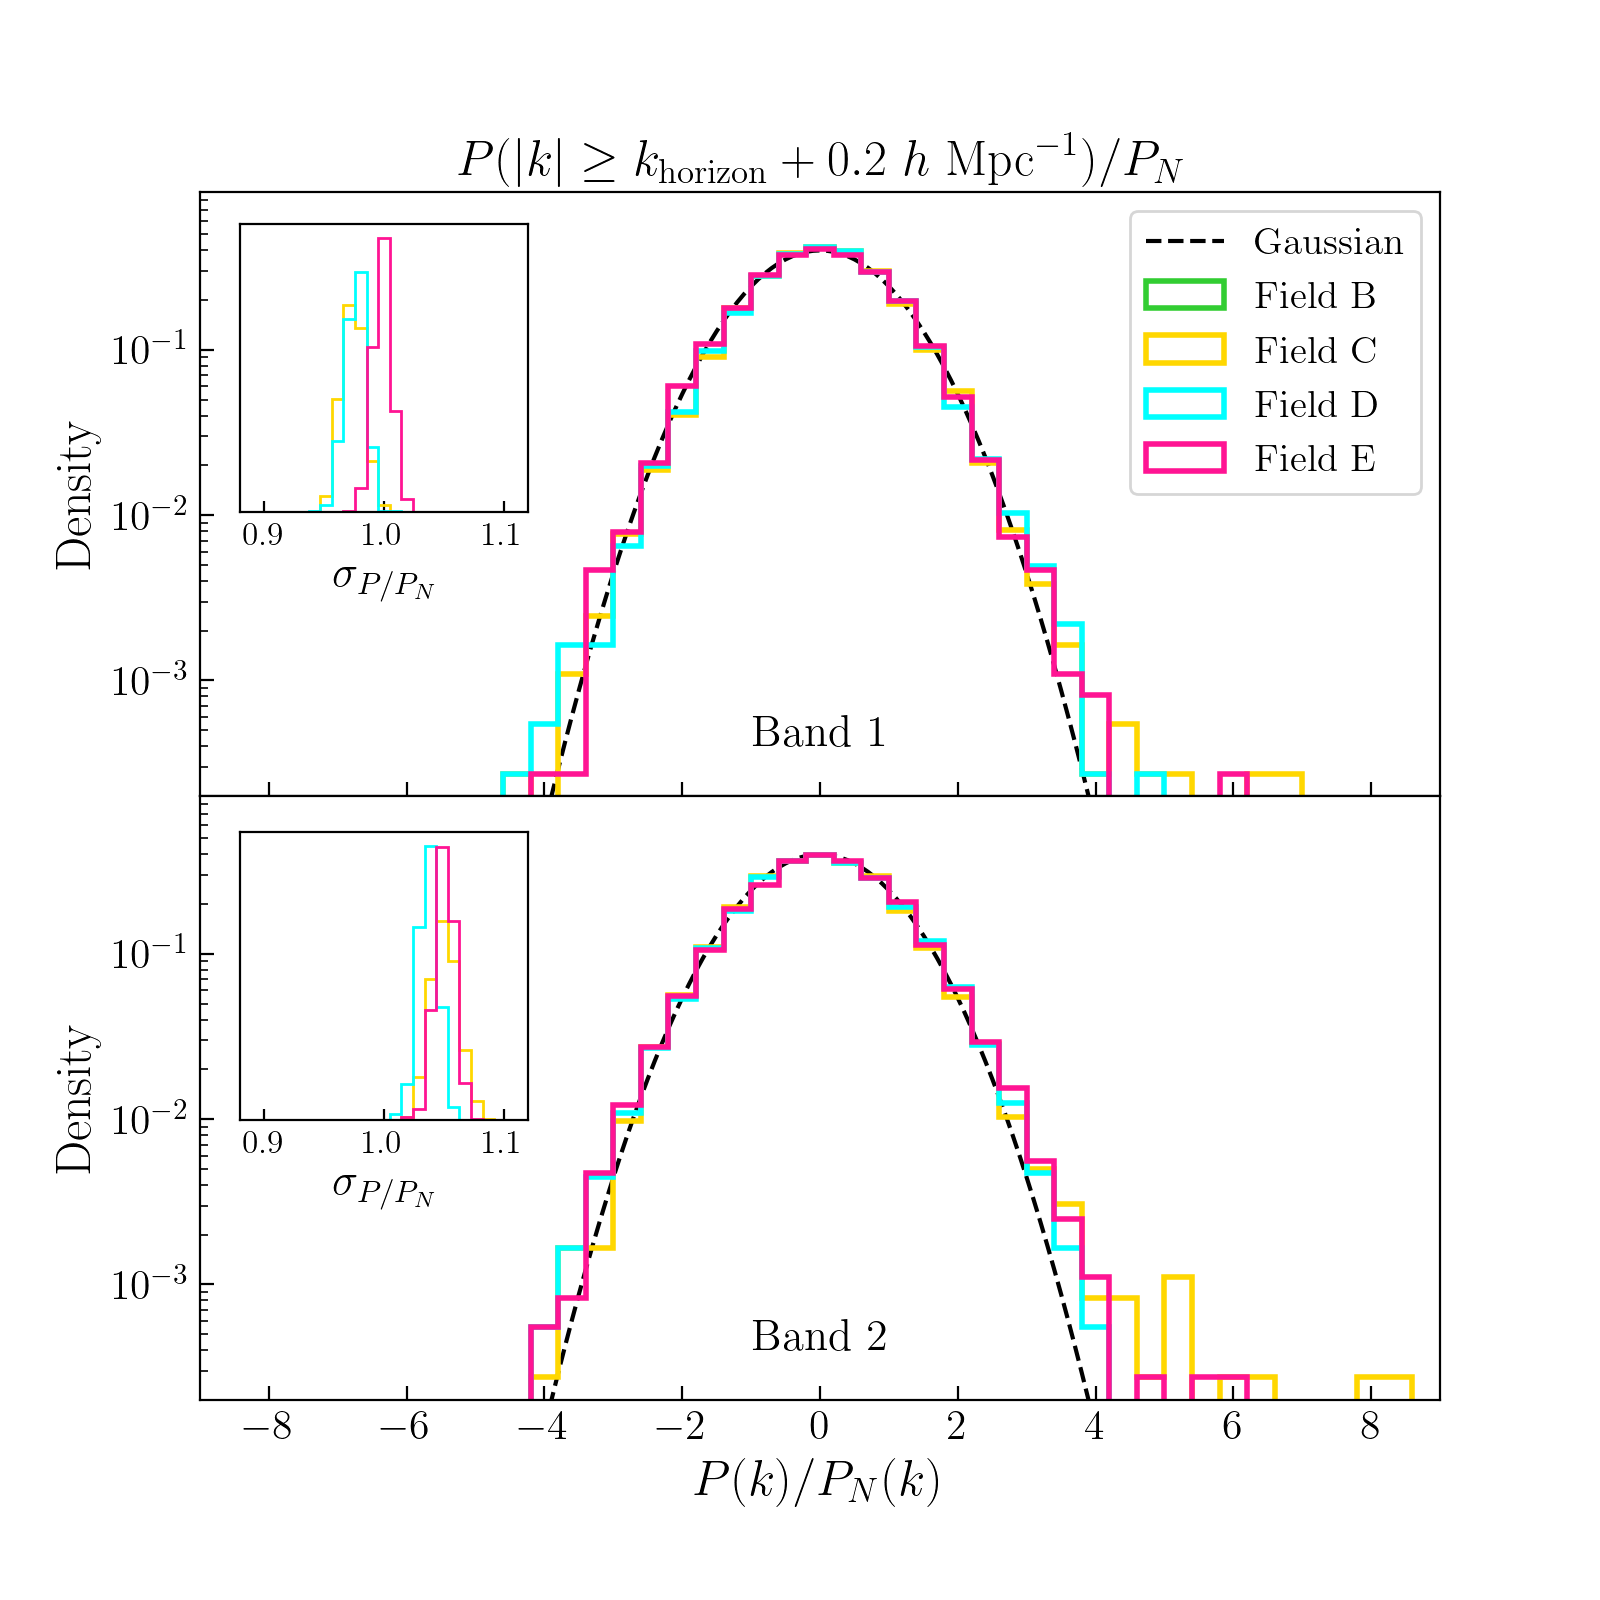 P(|k| ≥ k_horizon + 0.2 h Mpc⁻¹)/P_N
Gaussian
Field B
Field C
Field D
Field E
Density
10⁻¹
10⁻²
10⁻³
0.9 1.0 1.1
σ_{P/P_N}
Band 1
Density
10⁻¹
10⁻²
10⁻³
0.9 1.0 1.1
σ_{P/P_N}
Band 2
−8 −6 −4 −2 0 2 4 6 8
P(k)/P_N(k)